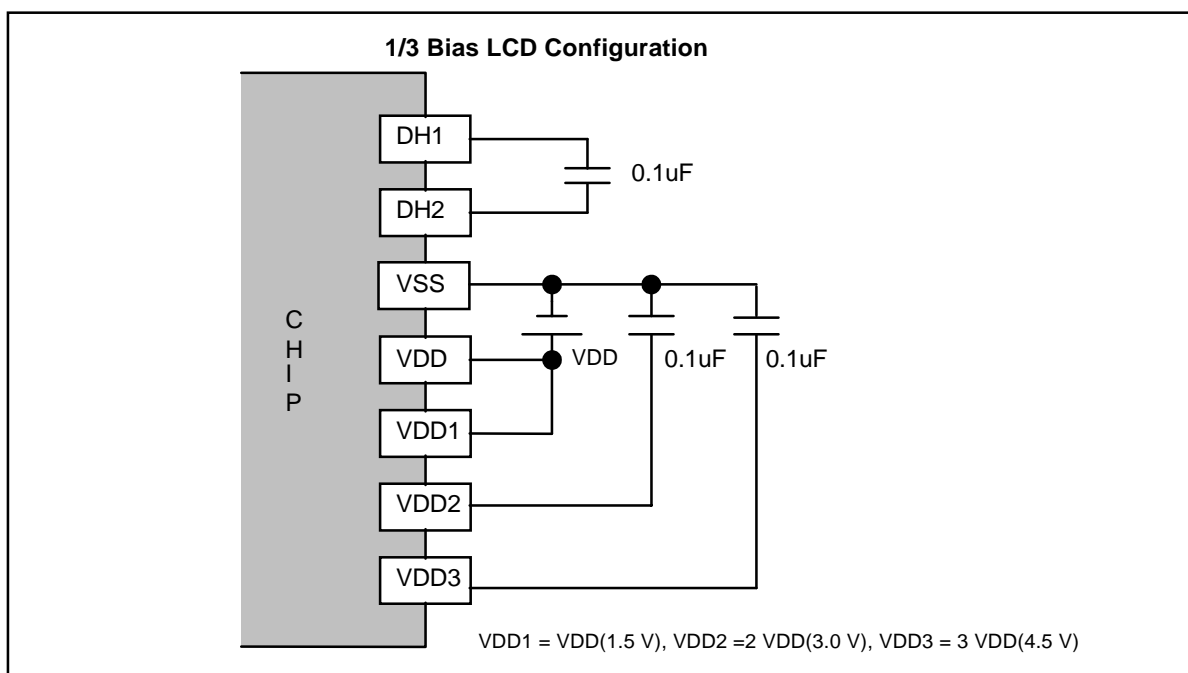 1/3 Bias LCD Configuration
DH1
0.1uF
DH2
VSS
C
H
I
P
VDD
VDD
0.1uF
0.1uF
VDD1
VDD2
VDD3
VDD1 = VDD(1.5 V), VDD2 =2 VDD(3.0 V), VDD3 = 3 VDD(4.5 V)